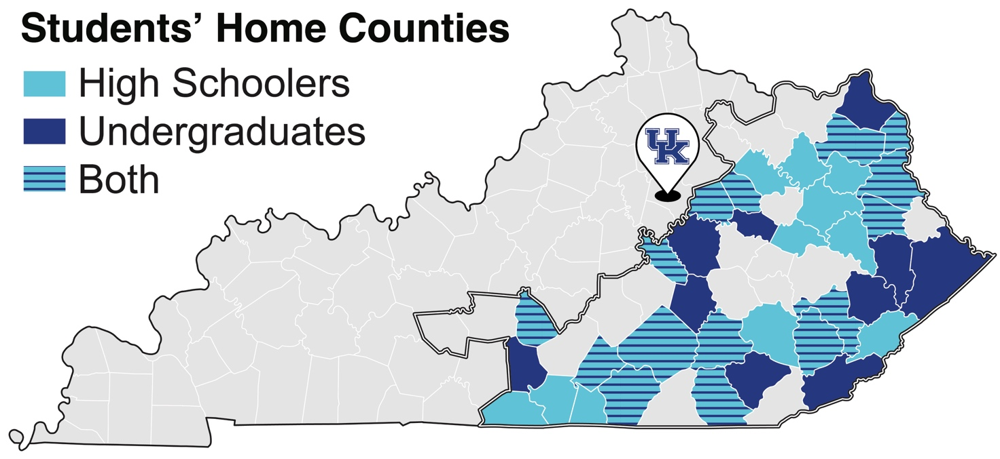 Students’ Home Counties
High Schoolers
Undergraduates
Both
UK